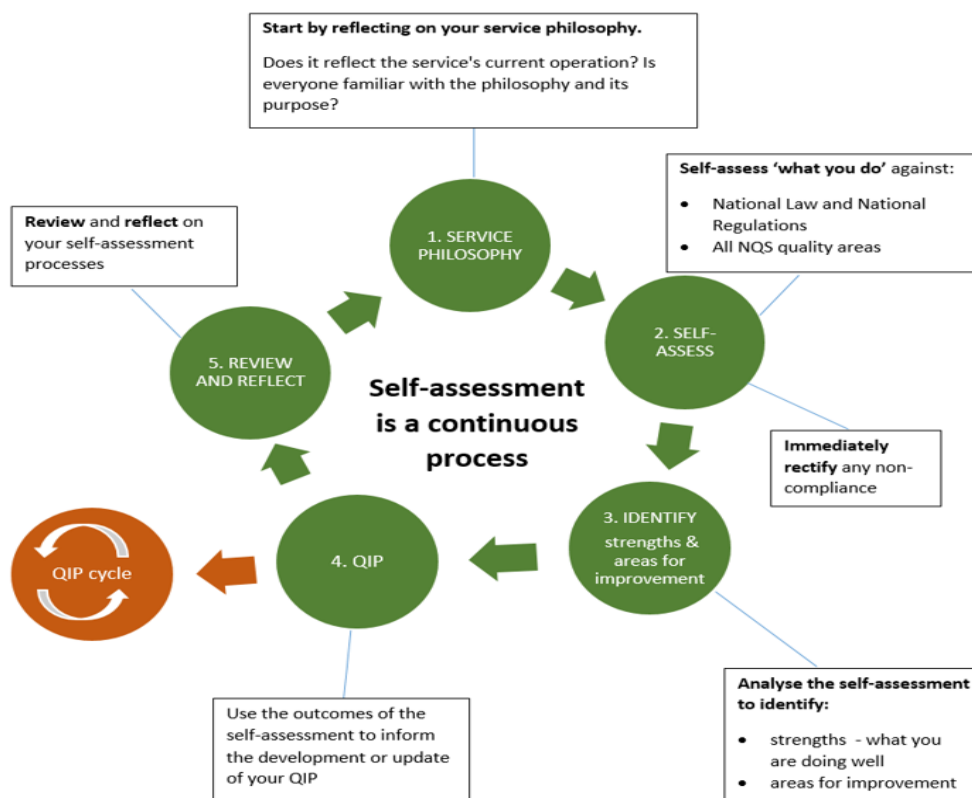 Start by reflecting on your service philosophy.
Does it reflect the service's current operation? Is
everyone familiar with the philosophy and its
purpose?
Self-assess ‘what you do’ against:
• National Law and National
Regulations
• All NQS quality areas
Review and reflect on
your self-assessment
processes
1. SERVICE
PHILOSOPHY
2. SELF-
ASSESS
5. REVIEW
AND REFLECT
Self-assessment
is a continuous
process
Immediately
rectify any non-
compliance
3. IDENTIFY
strengths &
areas for
improvement
4. QIP
QIP cycle
Use the outcomes of the
self-assessment to inform
the development or update
of your QIP
Analyse the self-assessment
to identify:
• strengths - what you
are doing well
• areas for improvement